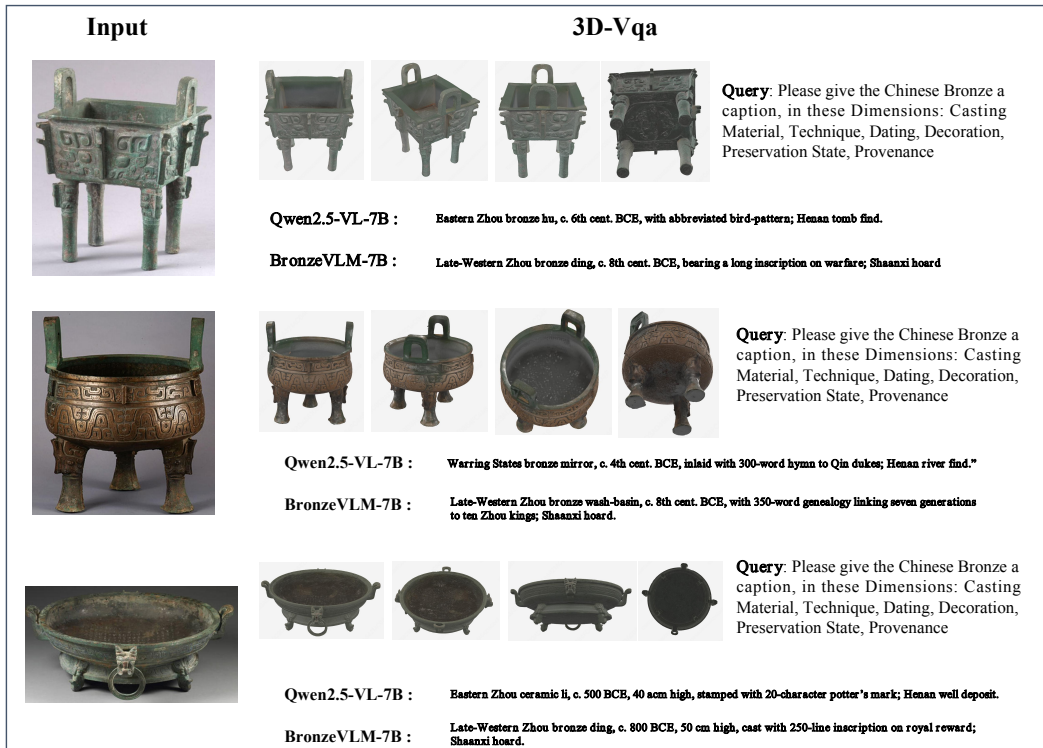 Input
3D-Vqa
Query: Please give the Chinese Bronze a
caption, in these Dimensions: Casting
Material, Technique, Dating, Decoration,
Preservation State, Provenance
Qwen2.5-VL-7B :
Eastern Zhou bronze hu, c. 6th cent. BCE, with abbreviated bird-pattern; Henan tomb find.
BronzeVLM-7B :
Late-Western Zhou bronze ding, c. 8th cent. BCE, bearing a long inscription on warfare; Shaanxi hoard
Query: Please give the Chinese Bronze a
caption, in these Dimensions: Casting
Material, Technique, Dating, Decoration,
Preservation State, Provenance
Qwen2.5-VL-7B :
Warring States bronze mirror, c. 4th cent. BCE, inlaid with 300-word hymn to Qin dukes; Henan river find.”
BronzeVLM-7B :
Late-Western Zhou bronze wash-basin, c. 8th cent. BCE, with 350-word genealogy linking seven generations
to ten Zhou kings; Shaanxi hoard.
Query: Please give the Chinese Bronze a
caption, in these Dimensions: Casting
Material, Technique, Dating, Decoration,
Preservation State, Provenance
Qwen2.5-VL-7B :
Eastern Zhou ceramic li, c. 500 BCE, 40 acm high, stamped with 20-character potter’s mark; Henan well deposit.
BronzeVLM-7B :
Late-Western Zhou bronze ding, c. 800 BCE, 50 cm high, cast with 250-line inscription on royal reward;
Shaanxi hoard.